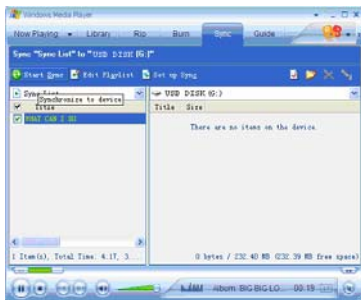 Windows Media Player
Now Playing Library Rip Burn Sync Guide
Sync "Sync List" to "USB DISK (G:)"
Start Sync Edit Playlist Set up Sync
Sync List USB DISK (G:)
Synchronize to device
Title Title Size
WHAT CAN I DO
There are no items on the device.
1 Item(s), Total Time: 4.17, 3... 0 bytes / 232.40 MB (232.39 MB free space)
Album: BIG BIG LO... 00:19